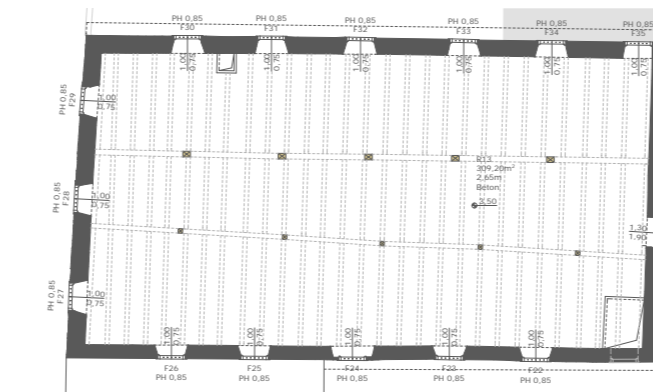 PH 0,85 PH 0,85 PH 0,85 PH 0,85 PH 0,85 PH 0,85
F30 F31 F32 F33 F34 F35
1,00 1,00 1,00 1,00 1,00 1,00
0,75 0,75 0,75 0,75 0,75 0,75
PH 0,85
F29
1,00
0,75
R13
309,20m²
2,65m
Beton
3,50
PH 0,85
F28
1,00
0,75
1,30
1,90
PH 0,85
F27
1,00
0,75
1,00 1,00 1,00 1,00 1,00
0,75 0,75 0,75 0,75 0,75
F26 F25 F24 F23 F22
PH 0,85 PH 0,85 PH 0,85 PH 0,85 PH 0,85